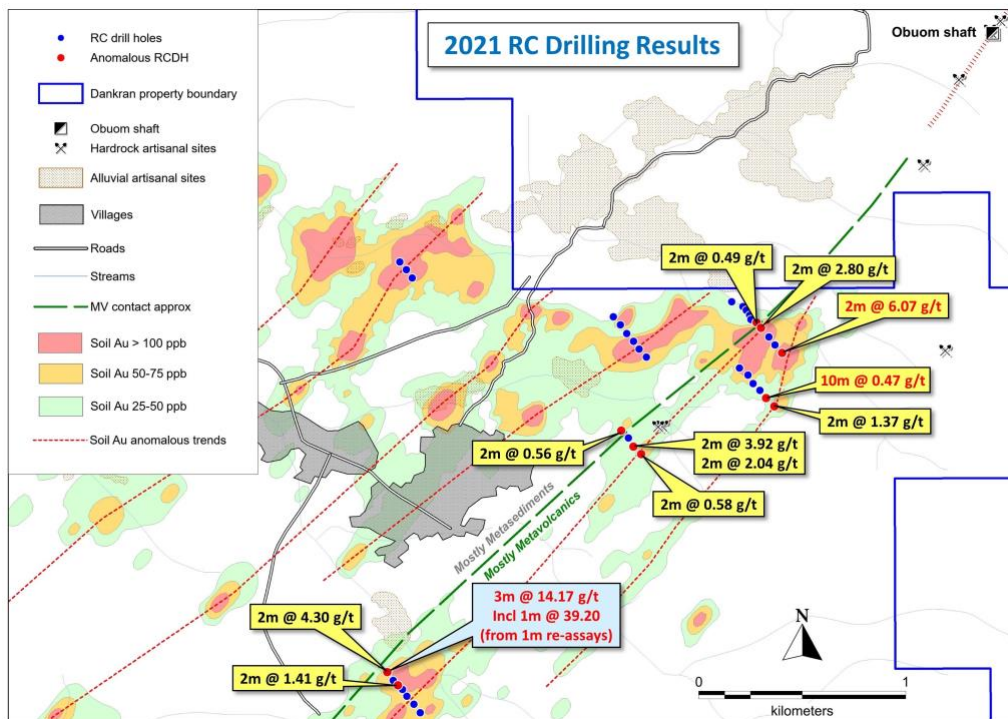 2021 RC Drilling Results
Obuom shaft
RC drill holes
Anomalous RCDH
Dankran property boundary
Obuom shaft
Hardrock artisanal sites
Alluvial artisanal sites
Villages
Roads
Streams
MV contact approx
Soil Au > 100 ppb
Soil Au 50-75 ppb
Soil Au 25-50 ppb
Soil Au anomalous trends
2m @ 0.49 g/t
2m @ 2.80 g/t
2m @ 6.07 g/t
10m @ 0.47 g/t
2m @ 1.37 g/t
2m @ 0.56 g/t
2m @ 3.92 g/t
2m @ 2.04 g/t
2m @ 0.58 g/t
Mostly Metasediments
Mostly Metavolcanics
3m @ 14.17 g/t
Incl 1m @ 39.20
(from 1m re-assays)
2m @ 4.30 g/t
2m @ 1.41 g/t
N
0
1
kilometers